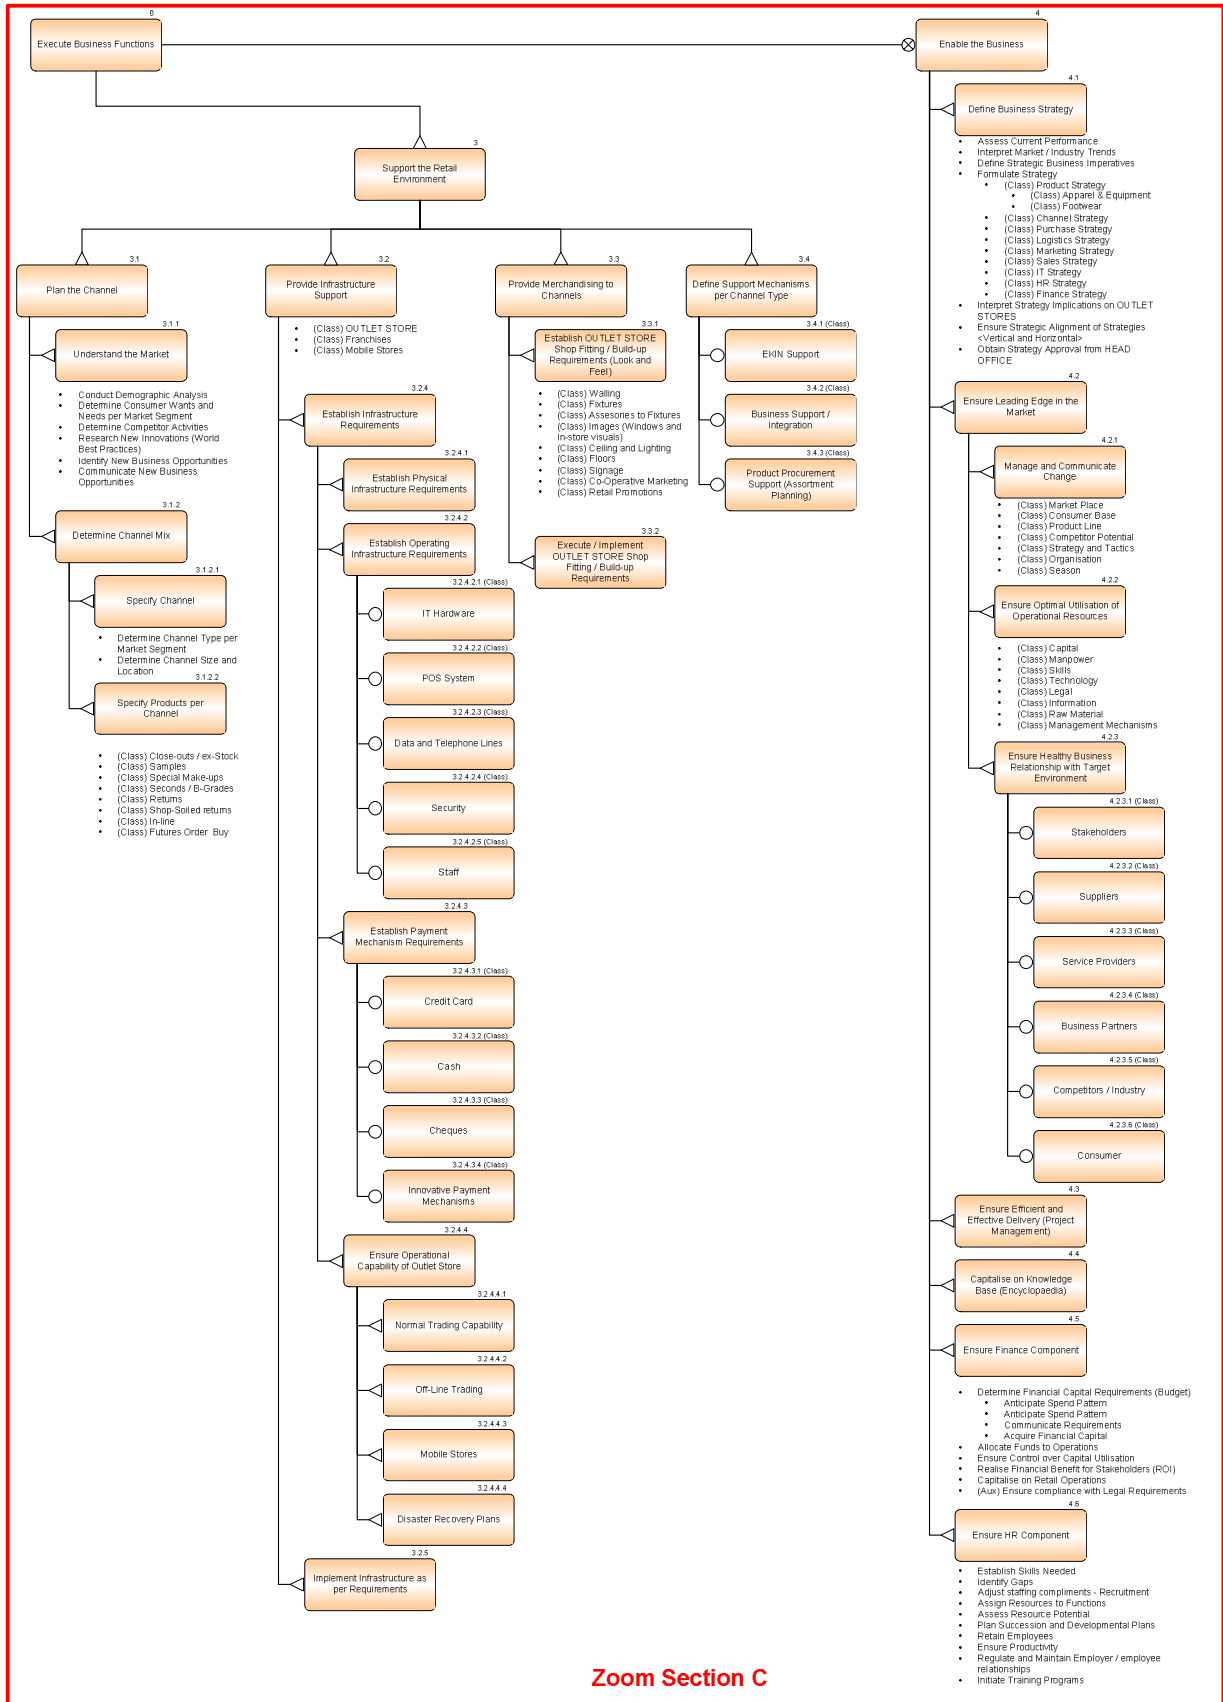 0
Execute Business Functions
4
Enable the Business
3
Support the Retail
Environment
3.1
Plan the Channel
3.1.1
Understand the Market
• Conduct Demographic Analysis
• Determine Consumer Wants and
Needs per Market Segment
• Determine Competitor Activities
• Research New Innovations (World
Best Practices)
• Identify New Business Opportunities
• Communicate New Business
Opportunities
3.1.2
Determine Channel Mix
3.1.2.1
Specify Channel
• Determine Channel Type per
Market Segment
• Determine Channel Size and
Location
3.1.2.2
Specify Products per
Channel
• (Class) Close-outs / ex-Stock
• (Class) Samples
• (Class) Special Make-ups
• (Class) Seconds / B-Grades
• (Class) Returns
• (Class) Shop-Soiled returns
• (Class) In-line
• (Class) Futures Order Buy
3.2
Provide Infrastructure
Support
• (Class) OUTLET STORE
• (Class) Franchises
• (Class) Mobile Stores
3.2.4
Establish Infrastructure
Requirements
3.2.4.1
Establish Physical
Infrastructure Requirements
3.2.4.2
Establish Operating
Infrastructure Requirements
3.2.4.2.1 (Class)
IT Hardware
3.2.4.2.2 (Class)
POS System
3.2.4.2.3 (Class)
Data and Telephone Lines
3.2.4.2.4 (Class)
Security
3.2.4.2.5 (Class)
Staff
3.2.4.3
Establish Payment
Mechanism Requirements
3.2.4.3.1 (Class)
Credit Card
3.2.4.3.2 (Class)
Cash
3.2.4.3.3 (Class)
Cheques
3.2.4.3.4 (Class)
Innovative Payment
Mechanisms
3.2.4.4
Ensure Operational
Capability of Outlet Store
3.2.4.4.1
Normal Trading Capability
3.2.4.4.2
Off-Line Trading
3.2.4.4.3
Mobile Stores
3.2.4.4.4
Disaster Recovery Plans
3.2.5
Implement Infrastructure as
per Requirements
3.3
Provide Merchandising to
Channels
3.3.1
Establish OUTLET STORE
Shop Fitting / Build-up
Requirements (Look and
Feel)
• (Class) Walling
• (Class) Fixtures
• (Class) Assesories to Fixtures
• (Class) Images (Windows and
In-store visuals)
• (Class) Ceiling and Lighting
• (Class) Floors
• (Class) Signage
• (Class) Co-Operative Marketing
• (Class) Retail Promotions
3.3.2
Execute / Implement
OUTLET STORE Shop
Fitting / Build-up
Requirements
3.4
Define Support Mechanisms
per Channel Type
3.4.1 (Class)
EKIN Support
3.4.2 (Class)
Business Support /
Integration
3.4.3 (Class)
Product Procurement
Support (Assortment
Planning)
4.1
Define Business Strategy
• Assess Current Performance
• Interpret Market / Industry Trends
• Define Strategic Business Imperatives
• Formulate Strategy
• (Class) Product Strategy
• (Class) Apparel & Equipment
• (Class) Footwear
• (Class) Channel Strategy
• (Class) Purchase Strategy
• (Class) Logistics Strategy
• (Class) Marketing Strategy
• (Class) Sales Strategy
• (Class) IT Strategy
• (Class) HR Strategy
• (Class) Finance Strategy
• Interpret Strategy Implications on OUTLET
STORES
• Ensure Strategic Alignment of Strategies
<Vertical and Horizontal>
• Obtain Strategy Approval from HEAD
OFFICE
4.2
Ensure Leading Edge in the
Market
4.2.1
Manage and Communicate
Change
• (Class) Market Place
• (Class) Consumer Base
• (Class) Product Line
• (Class) Competitor Potential
• (Class) Strategy and Tactics
• (Class) Organisation
• (Class) Season
4.2.2
Ensure Optimal Utilisation of
Operational Resources
• (Class) Capital
• (Class) Manpower
• (Class) Skills
• (Class) Technology
• (Class) Legal
• (Class) Information
• (Class) Raw Material
• (Class) Management Mechanisms
4.2.3
Ensure Healthy Business
Relationship with Target
Environment
4.2.3.1 (Class)
Stakeholders
4.2.3.2 (Class)
Suppliers
4.2.3.3 (Class)
Service Providers
4.2.3.4 (Class)
Business Partners
4.2.3.5 (Class)
Competitors / Industry
4.2.3.6 (Class)
Consumer
4.3
Ensure Efficient and
Effective Delivery (Project
Management)
4.4
Capitalise on Knowledge
Base (Encyclopaedia)
4.5
Ensure Finance Component
• Determine Financial Capital Requirements (Budget)
• Anticipate Spend Pattern
• Anticipate Spend Pattern
• Communicate Requirements
• Acquire Financial Capital
• Allocate Funds to Operations
• Ensure Control over Capital Utilisation
• Realise Financial Benefit for Stakeholders (ROI)
• Capitalise on Retail Operations
• (Aux) Ensure compliance with Legal Requirements
4.6
Ensure HR Component
• Establish Skills Needed
• Identify Gaps
• Adjust staffing compliments - Recruitment
• Assign Resources to Functions
• Assess Resource Potential
• Plan Succession and Developmental Plans
• Retain Employees
• Ensure Productivity
• Regulate and Maintain Employer / employee
relationships
• Initiate Training Programs
Zoom Section C